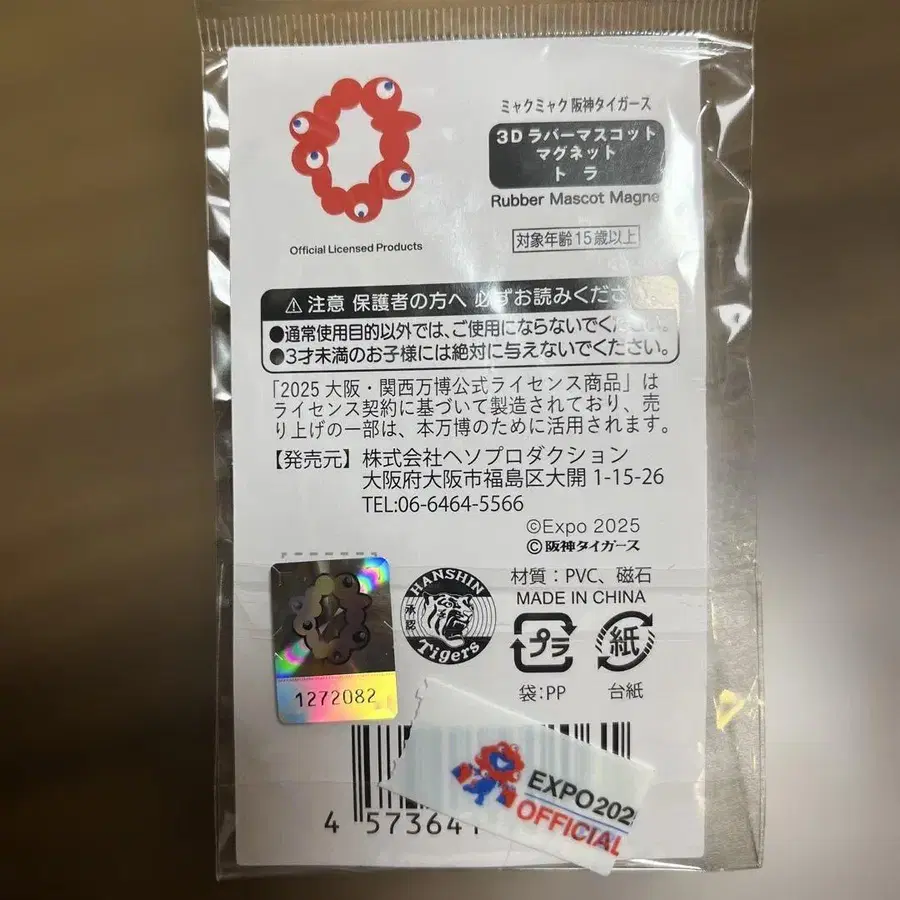 ミャクミャク 阪神タイガース
3D ラバーマスコット
マグネット
トラ
Rubber Mascot Magne
対象年齢15歳以上
Official Licensed Products
⚠注意 保護者の方へ 必ずお読みくださ
●通常使用目的以外では、ご使用にならないでください。
●3才未満のお子様には絶対に与えないでください。
「2025 大阪・関西万博公式ライセンス商品」は
ライセンス契約に基づいて製造されており、売
り上げの一部は、本万博のために活用されます。
【発売元】株式会社ヘソプロダクション
大阪府大阪市福島区大開 1-15-26
TEL:06-6464-5566
©Expo 2025
©阪神タイガース
材質:PVC、磁石
MADE IN CHINA
HANSHIN
承認
Tigers
プラ
紙
袋:PP
台紙
1272082
EXPO202
OFFICIAL
4 573641